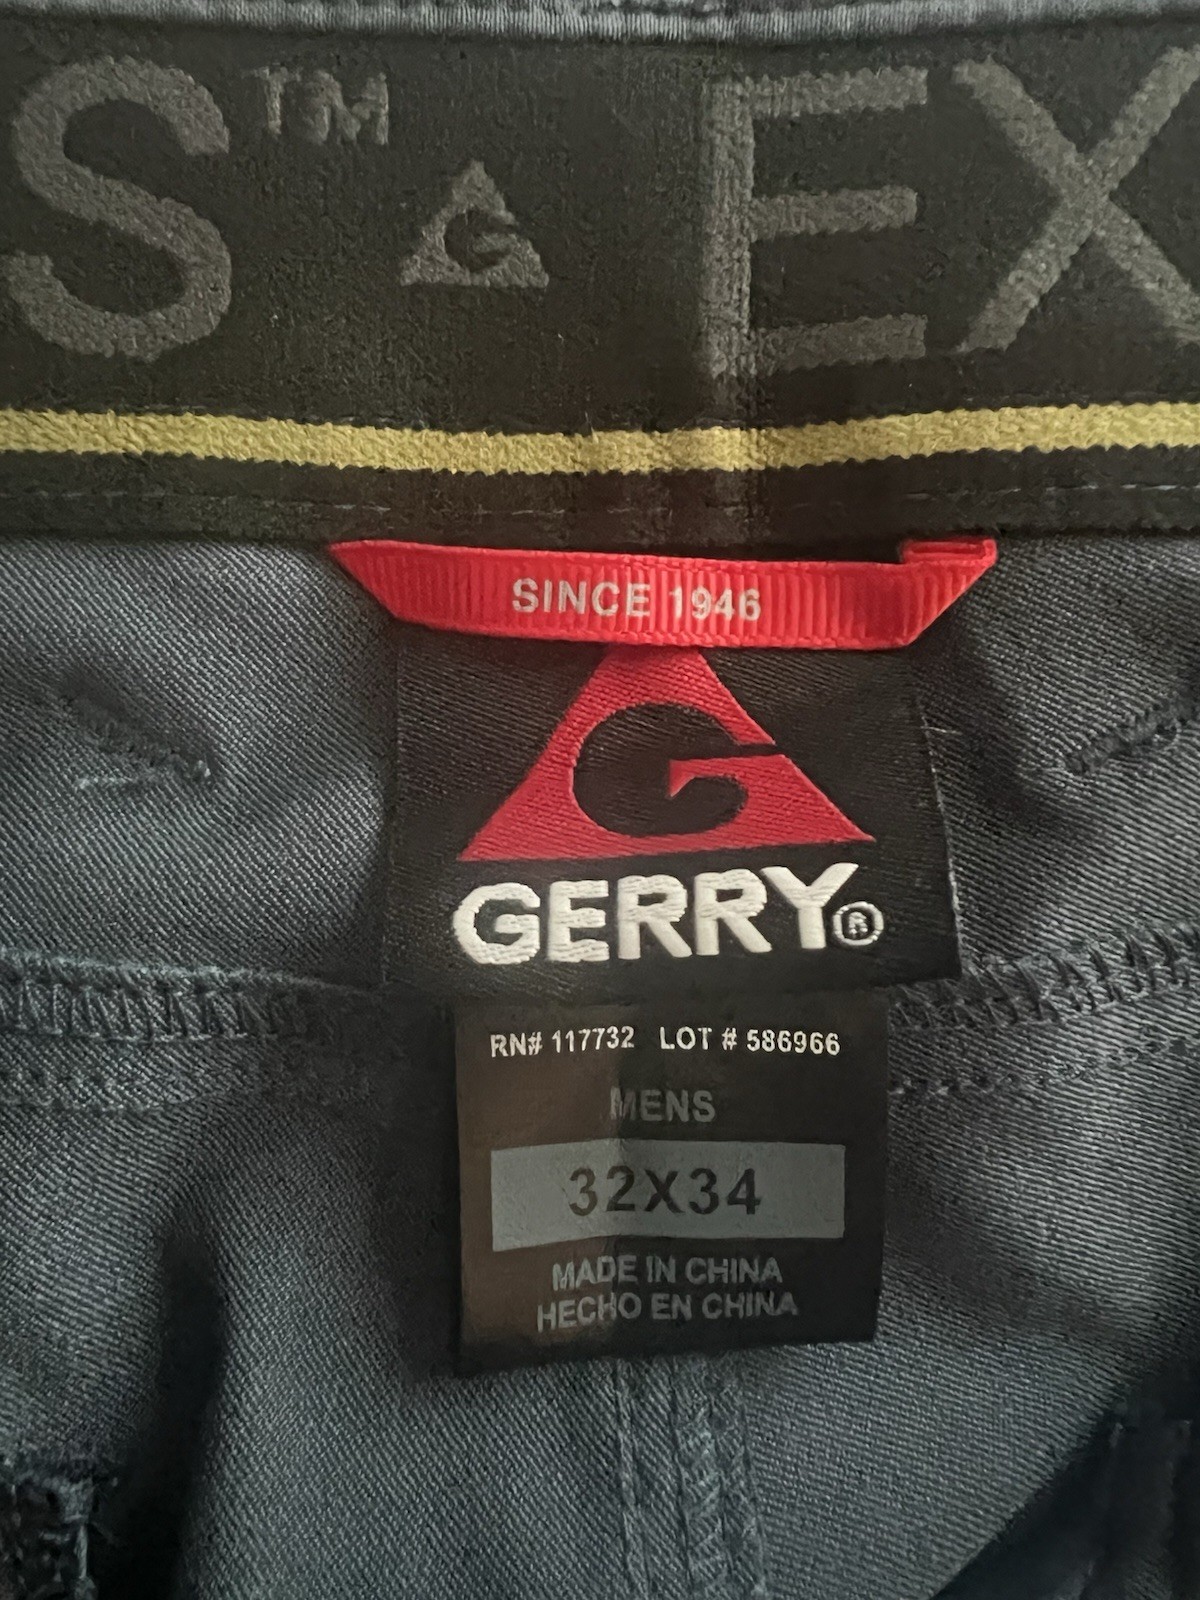 S™ G EX
SINCE 1946
G
GERRY®
RN# 117732 LOT # 586966
MENS
32X34
MADE IN CHINA
HECHO EN CHINA